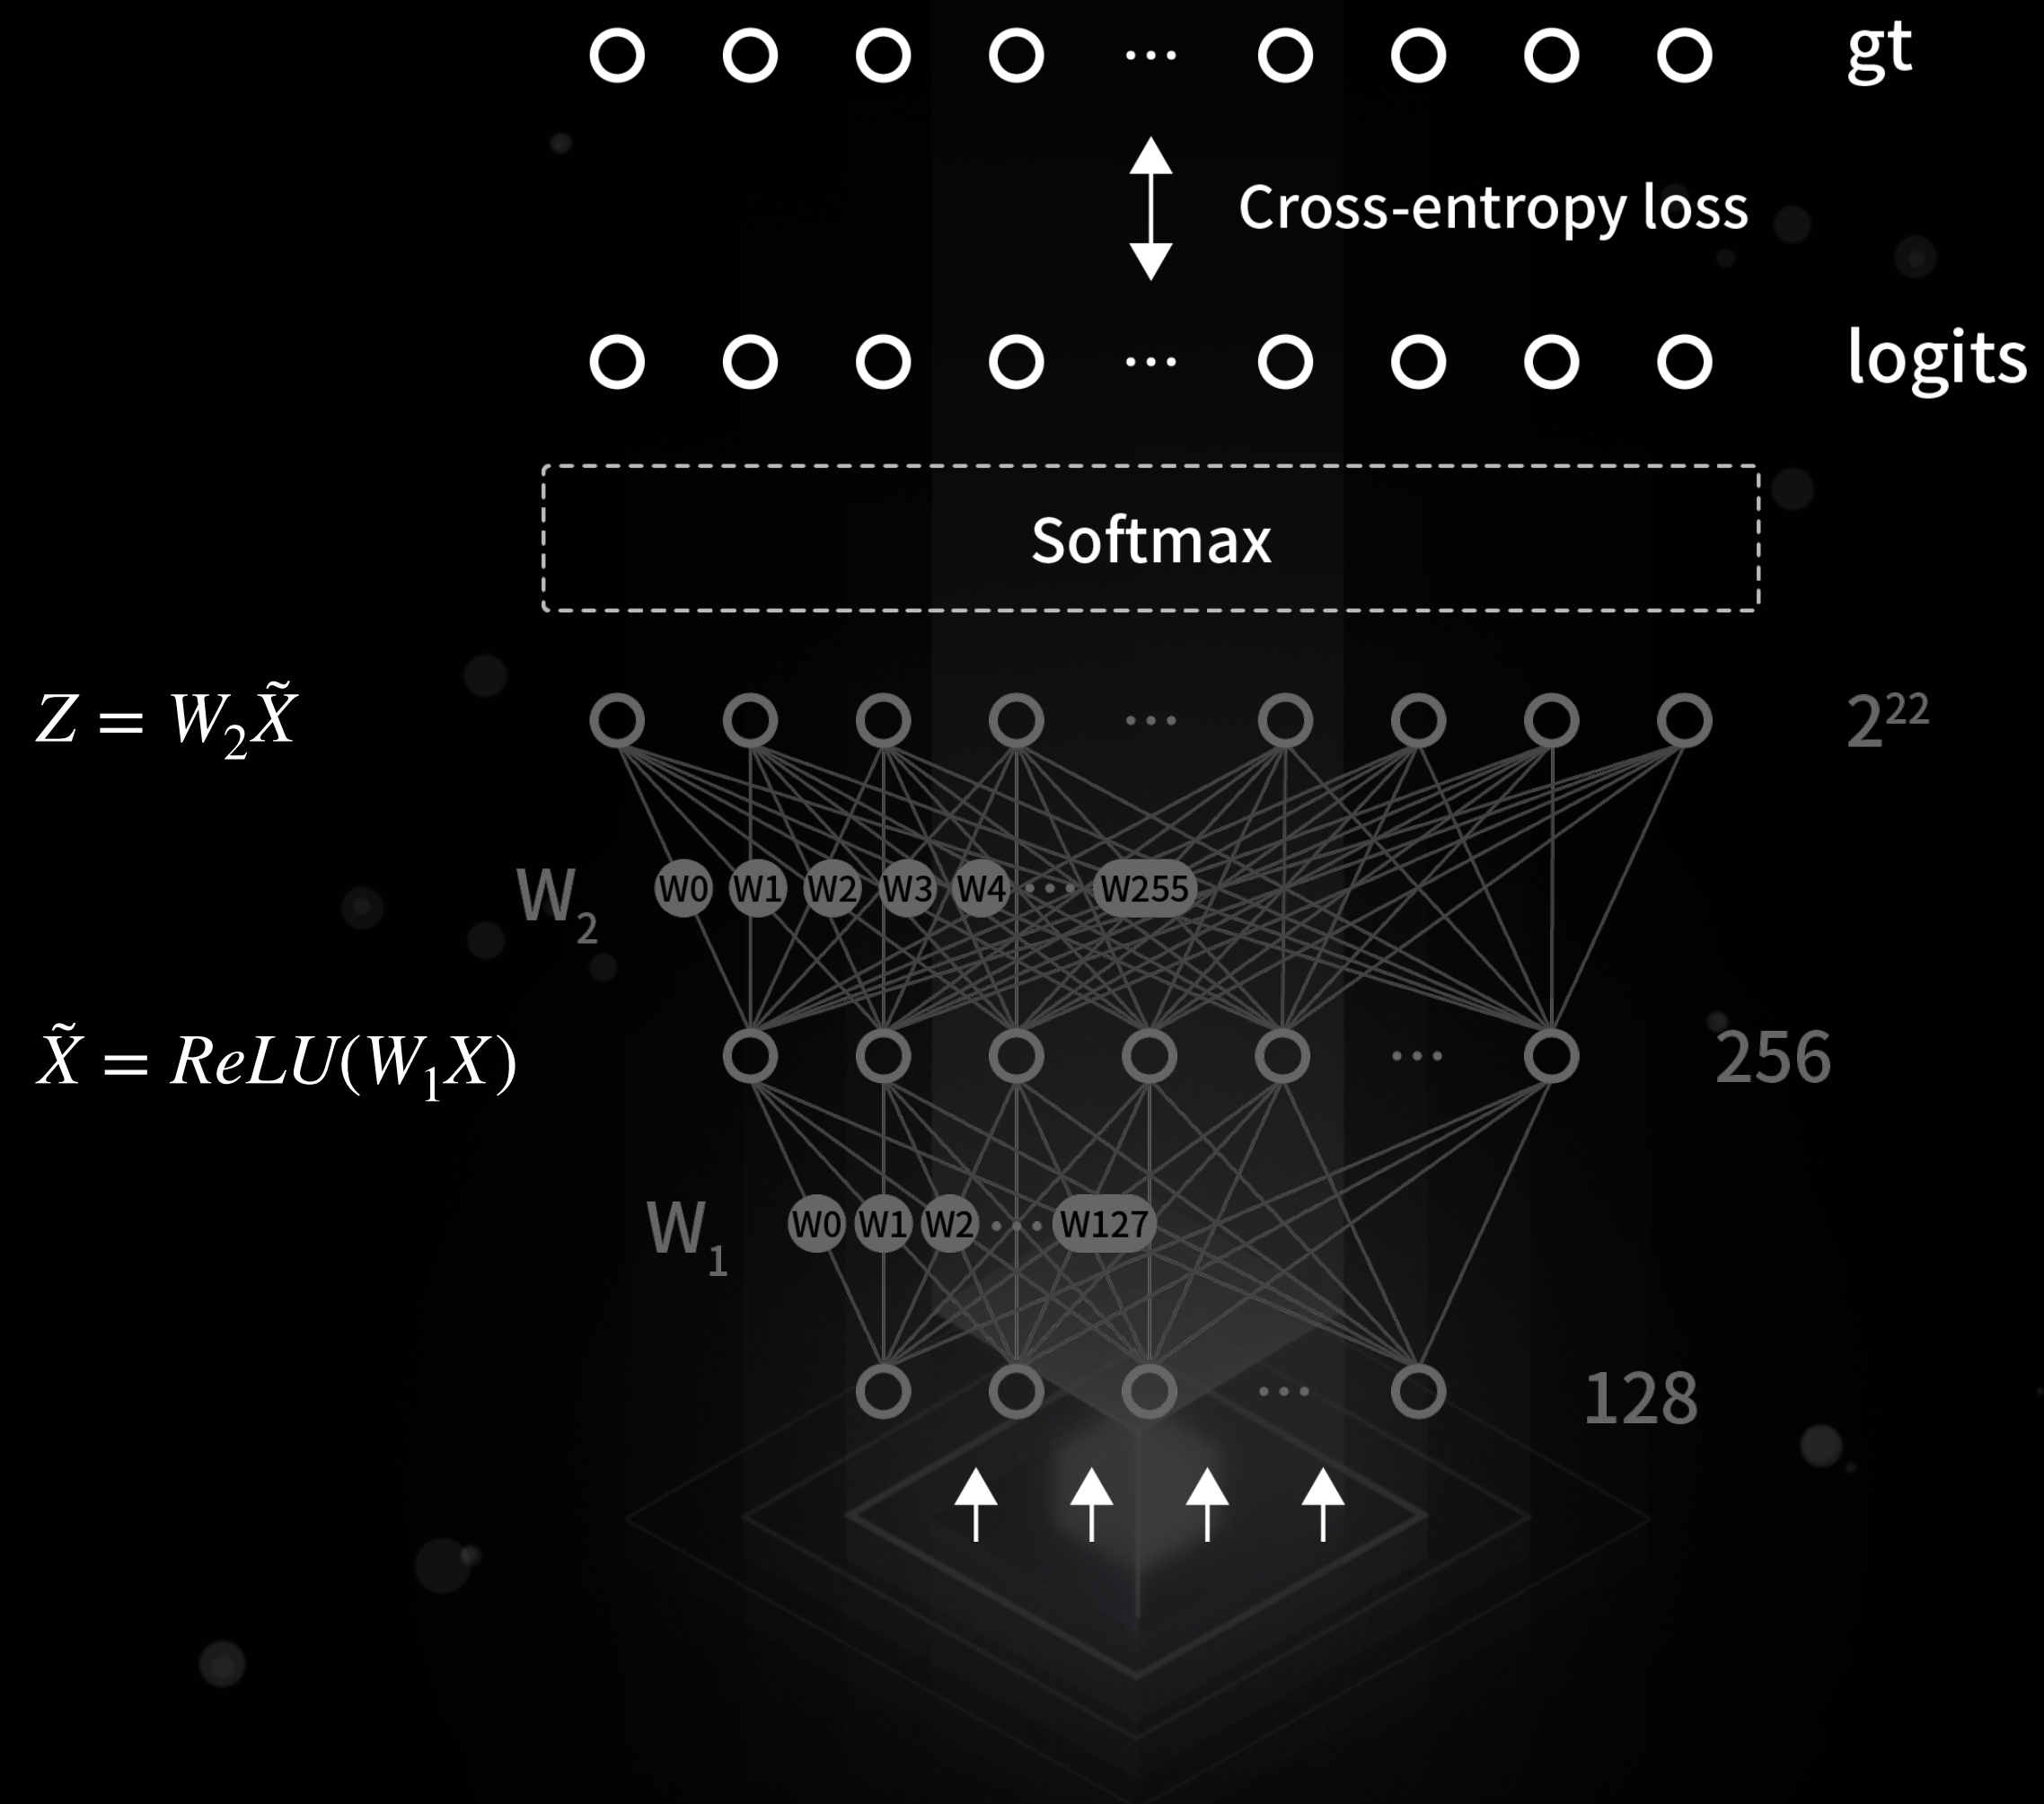 gt
Cross-entropy loss
logits
Softmax
Z = W₂X̃
2²²
W₂
W0 W1 W2 W3 W4 ... W255
X̃ = ReLU(W₁X)
256
W₁
W0 W1 W2 ... W127
128